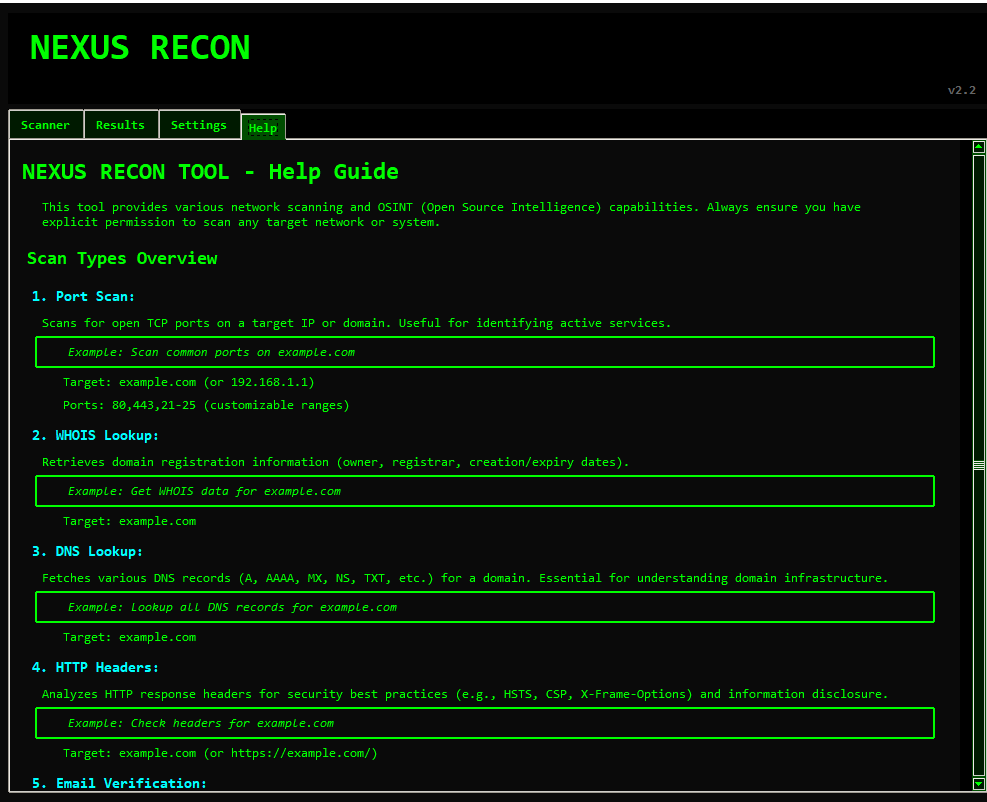 NEXUS RECON
v2.2
Scanner Results Settings Help
NEXUS RECON TOOL - Help Guide
This tool provides various network scanning and OSINT (Open Source Intelligence) capabilities. Always ensure you have
explicit permission to scan any target network or system.
Scan Types Overview
1. Port Scan:
Scans for open TCP ports on a target IP or domain. Useful for identifying active services.
Example: Scan common ports on example.com
Target: example.com (or 192.168.1.1)
Ports: 80,443,21-25 (customizable ranges)
2. WHOIS Lookup:
Retrieves domain registration information (owner, registrar, creation/expiry dates).
Example: Get WHOIS data for example.com
Target: example.com
3. DNS Lookup:
Fetches various DNS records (A, AAAA, MX, NS, TXT, etc.) for a domain. Essential for understanding domain infrastructure.
Example: Lookup all DNS records for example.com
Target: example.com
4. HTTP Headers:
Analyzes HTTP response headers for security best practices (e.g., HSTS, CSP, X-Frame-Options) and information disclosure.
Example: Check headers for example.com
Target: example.com (or https://example.com/)
5. Email Verification: